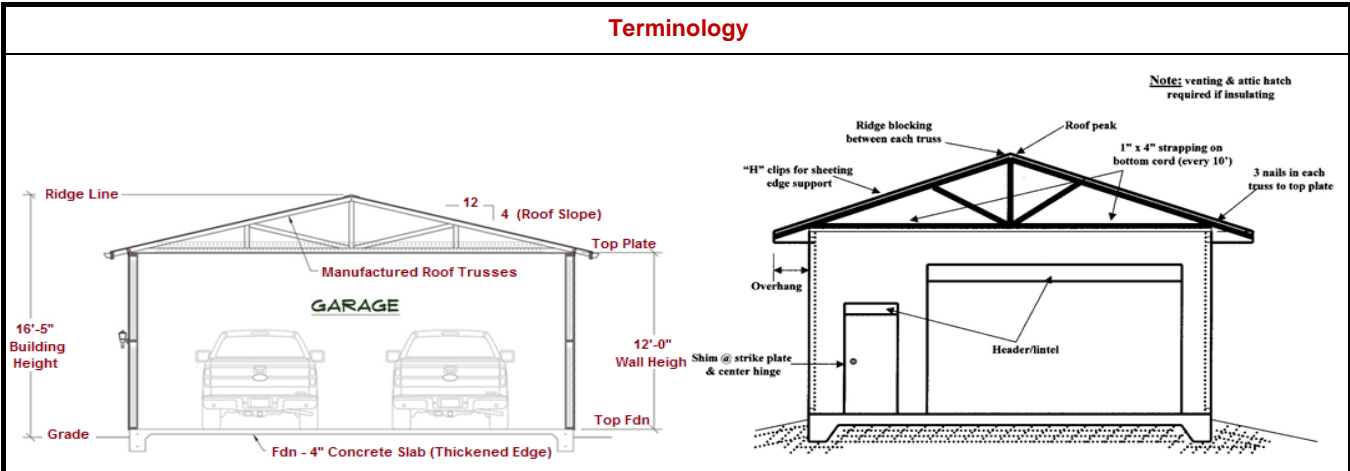 Terminology
Ridge Line
12
4 (Roof Slope)
Top Plate
Manufactured Roof Trusses
GARAGE
16'-5"
Building
Height
12'-0"
Wall Heigh
Top Fdn
Grade
Fdn - 4" Concrete Slab (Thickened Edge)
Note: venting & attic hatch
required if insulating
Ridge blocking
between each truss
Roof peak
1" x 4" strapping on
bottom cord (every 10')
"H" clips for sheeting
edge support
3 nails in each
truss to top plate
Overhang
Header/lintel
Shim @ strike plate
& center hinge